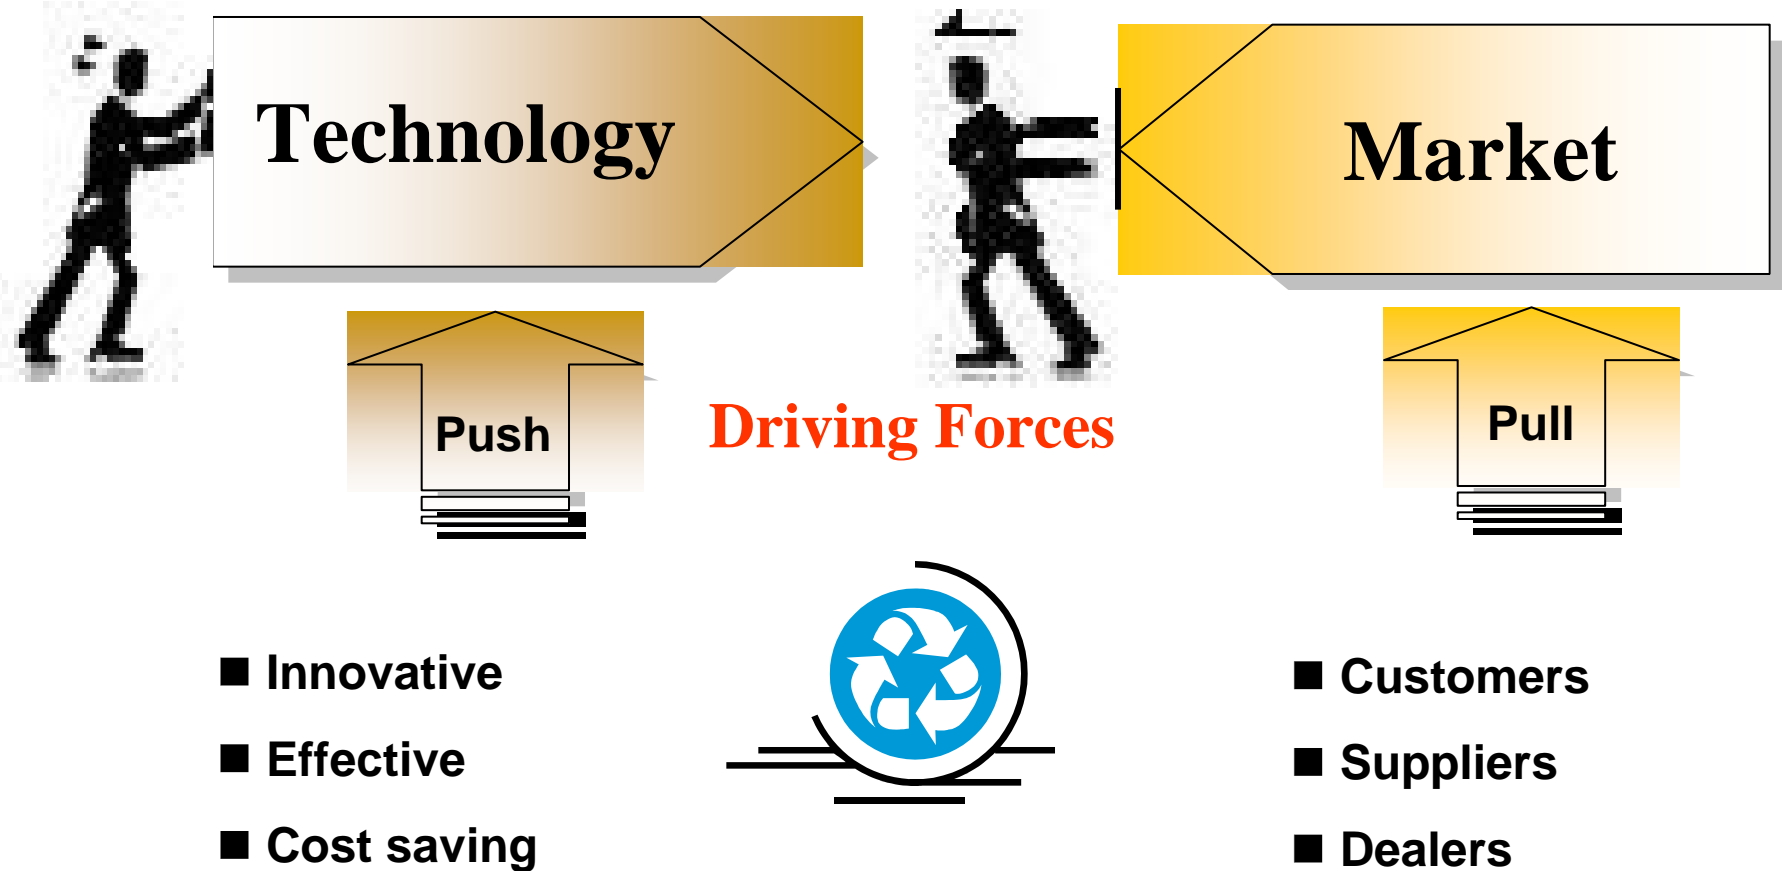 Technology
Market
Push
Driving Forces
Pull
■ Innovative
■ Effective
■ Cost saving
■ Customers
■ Suppliers
■ Dealers